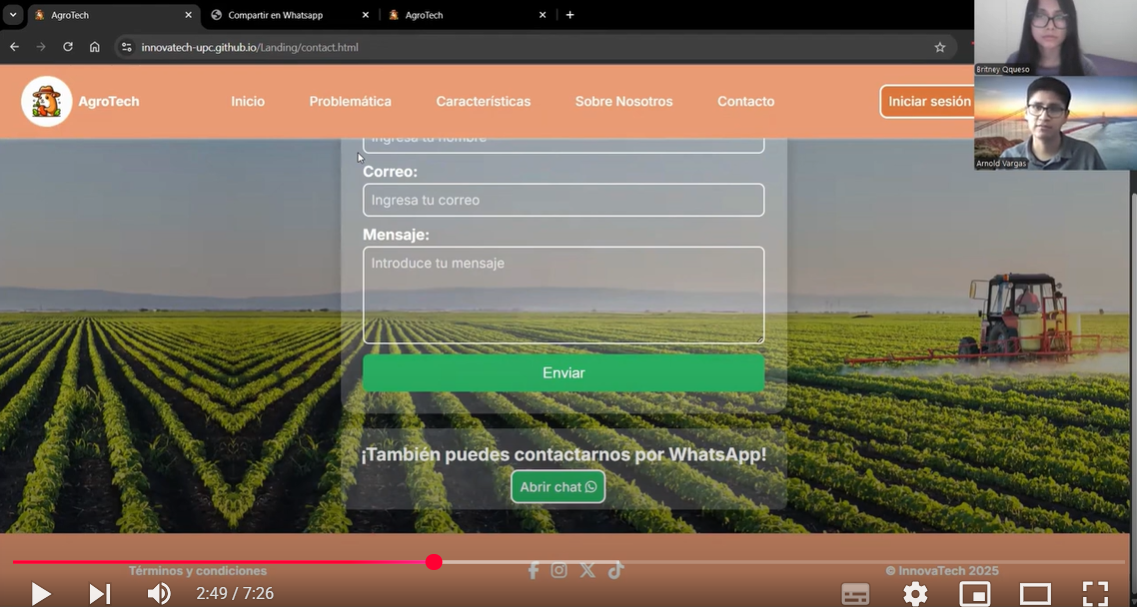 AgroTech
Compartir en Whatsapp
AgroTech
innovatech-upc.github.io/Landing/contact.html
AgroTech
Inicio
Problemática
Características
Sobre Nosotros
Contacto
Iniciar sesión
Britney Qqueso
Arnold Vargas
Ingresa tu nombre
Correo:
Ingresa tu correo
Mensaje:
Introduce tu mensaje
Enviar
¡También puedes contactarnos por WhatsApp!
Abrir chat
Términos y condiciones
© InnovaTech 2025
2:49 / 7:26